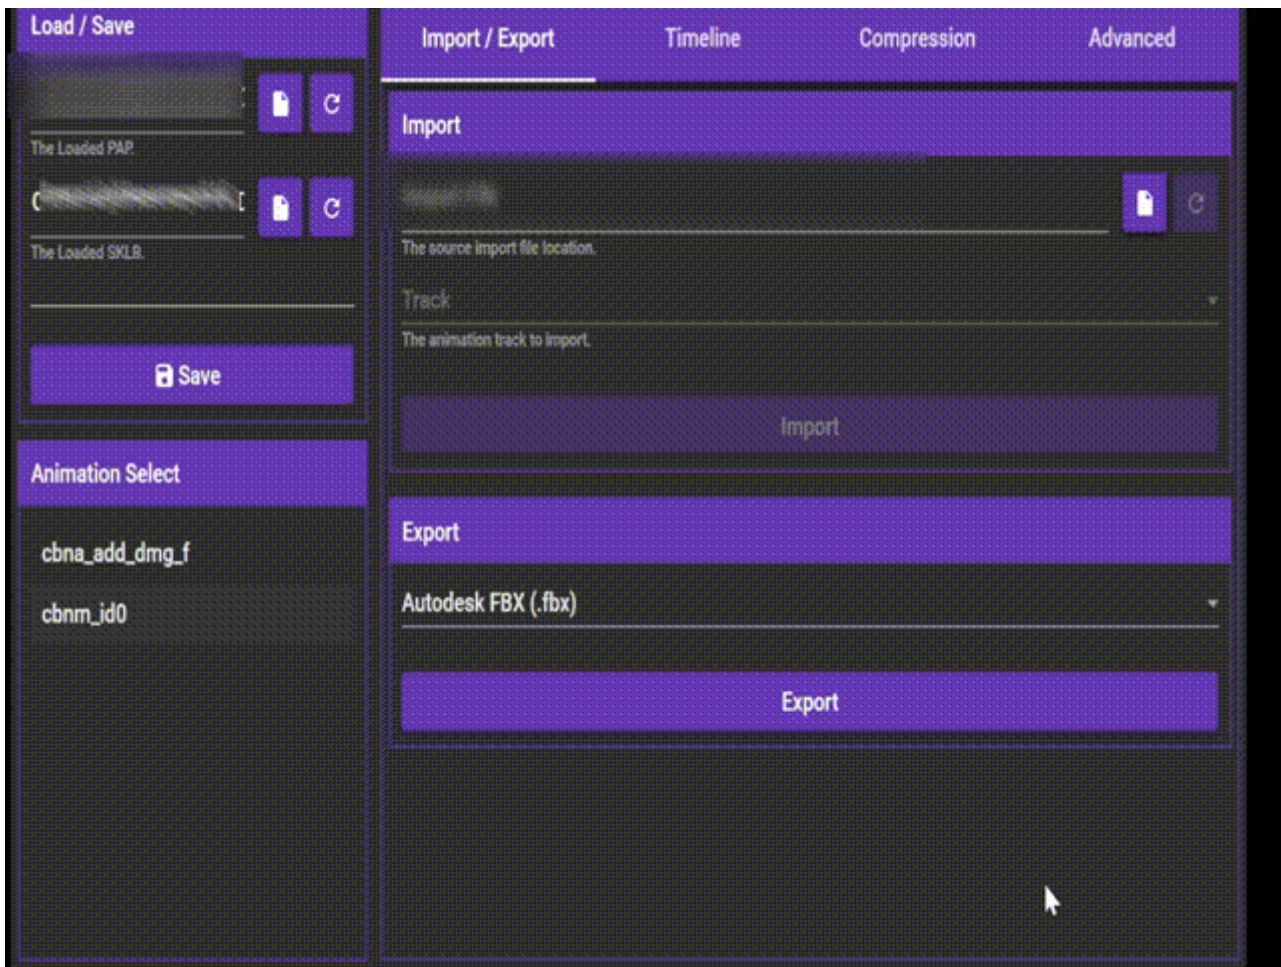 Load / Save
The Loaded PAP.
The Loaded SKLB.
Save
Animation Select
cbna_add_dmg_f
cbnm_id0
Import / Export
Timeline
Compression
Advanced
Import
The source import file location.
Track
The animation track to import.
Import
Export
Autodesk FBX (.fbx)
Export